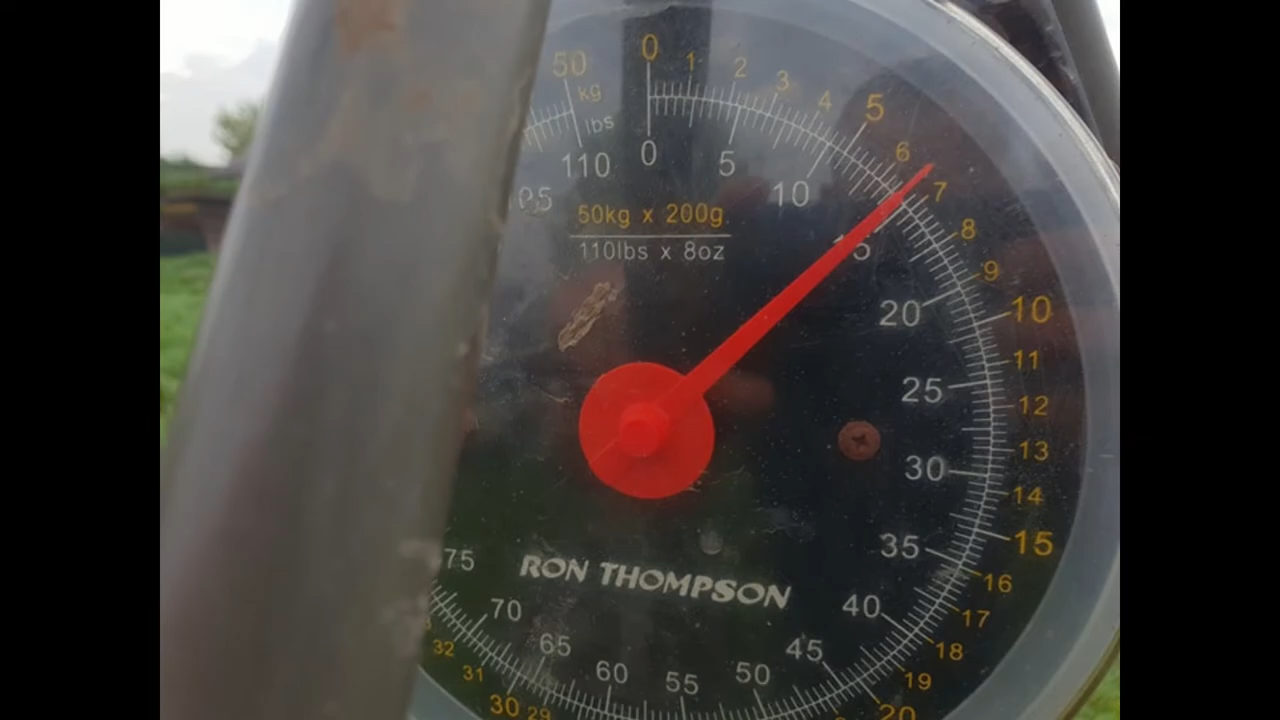 50 0 1 2 3 4 5 6 7 8 9 10 11 12 13 14 15 16 17 18 19 20
kg
lbs
110 0 5 10 15 20 25 30 35 40 45 50 55 60 65 70 75
50kg x 200g
110lbs x 8oz
RON THOMPSON
32 31 30 29